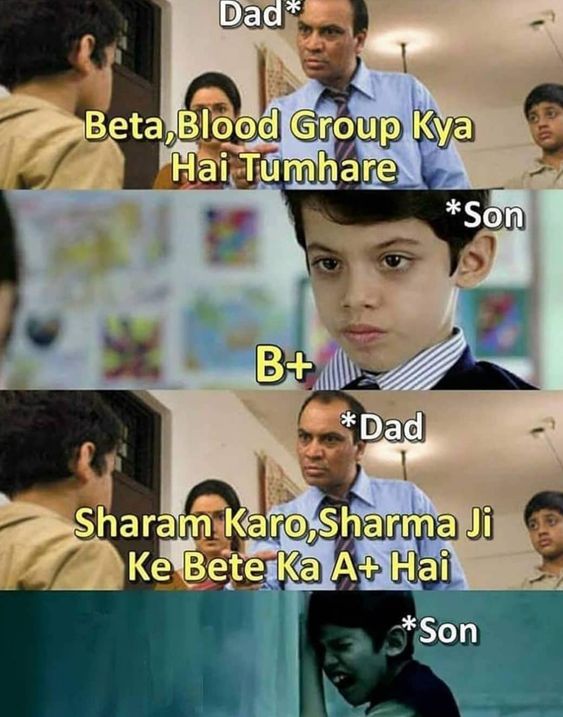 Dad*
Beta,Blood Group Kya
Hai Tumhare
*Son
B+
*Dad
Sharam Karo,Sharma Ji
Ke Bete Ka A+ Hai
*Son